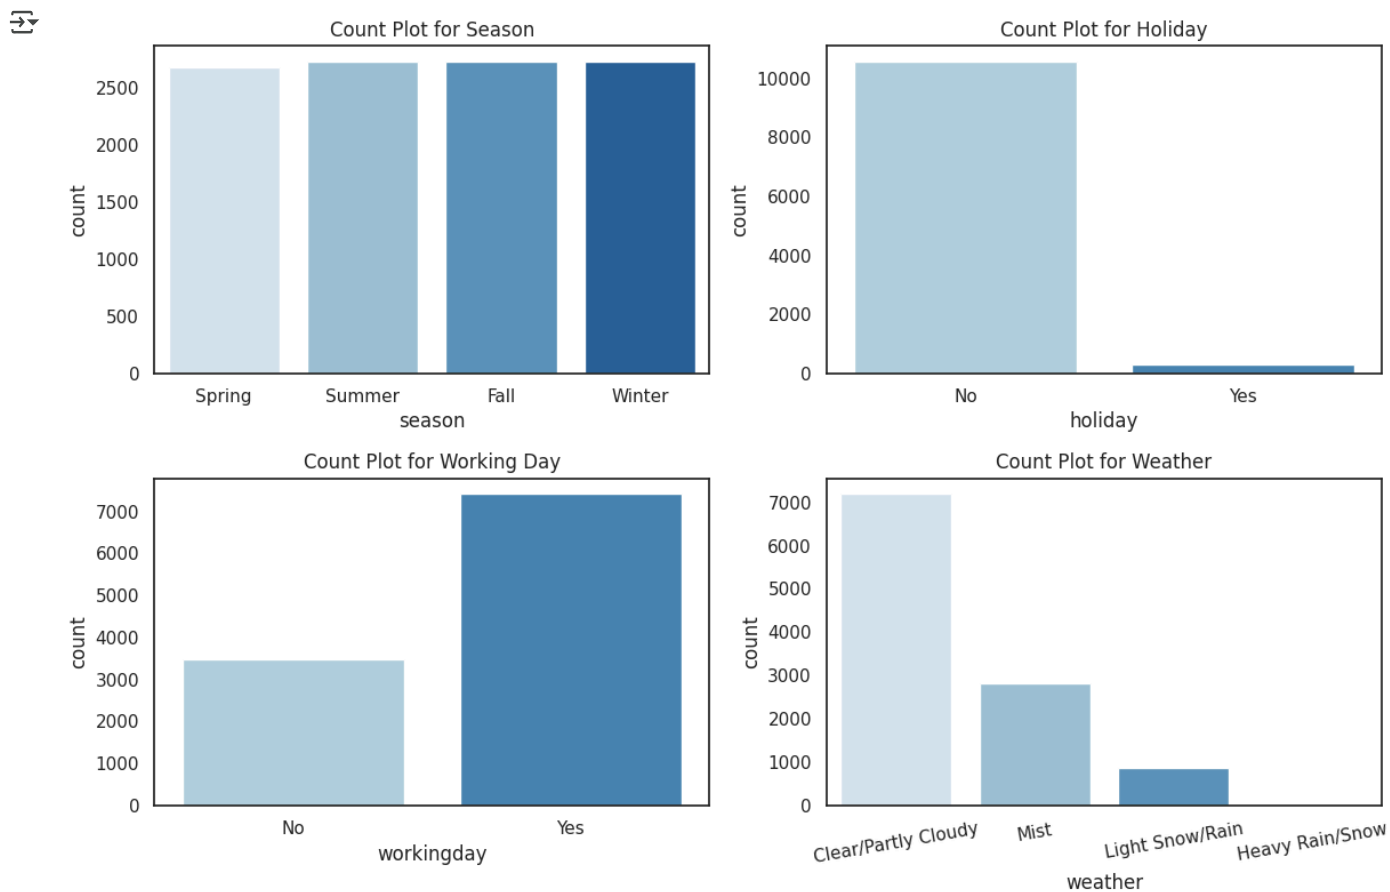 Count Plot for Season
2500
2000
1500
1000
500
0
count
Spring Summer Fall Winter
season
Count Plot for Holiday
10000
8000
6000
4000
2000
0
count
No Yes
holiday
Count Plot for Working Day
7000
6000
5000
4000
3000
2000
1000
0
count
No Yes
workingday
Count Plot for Weather
7000
6000
5000
4000
3000
2000
1000
0
count
Clear/Partly Cloudy Mist Light Snow/Rain Heavy Rain/Snow
weather